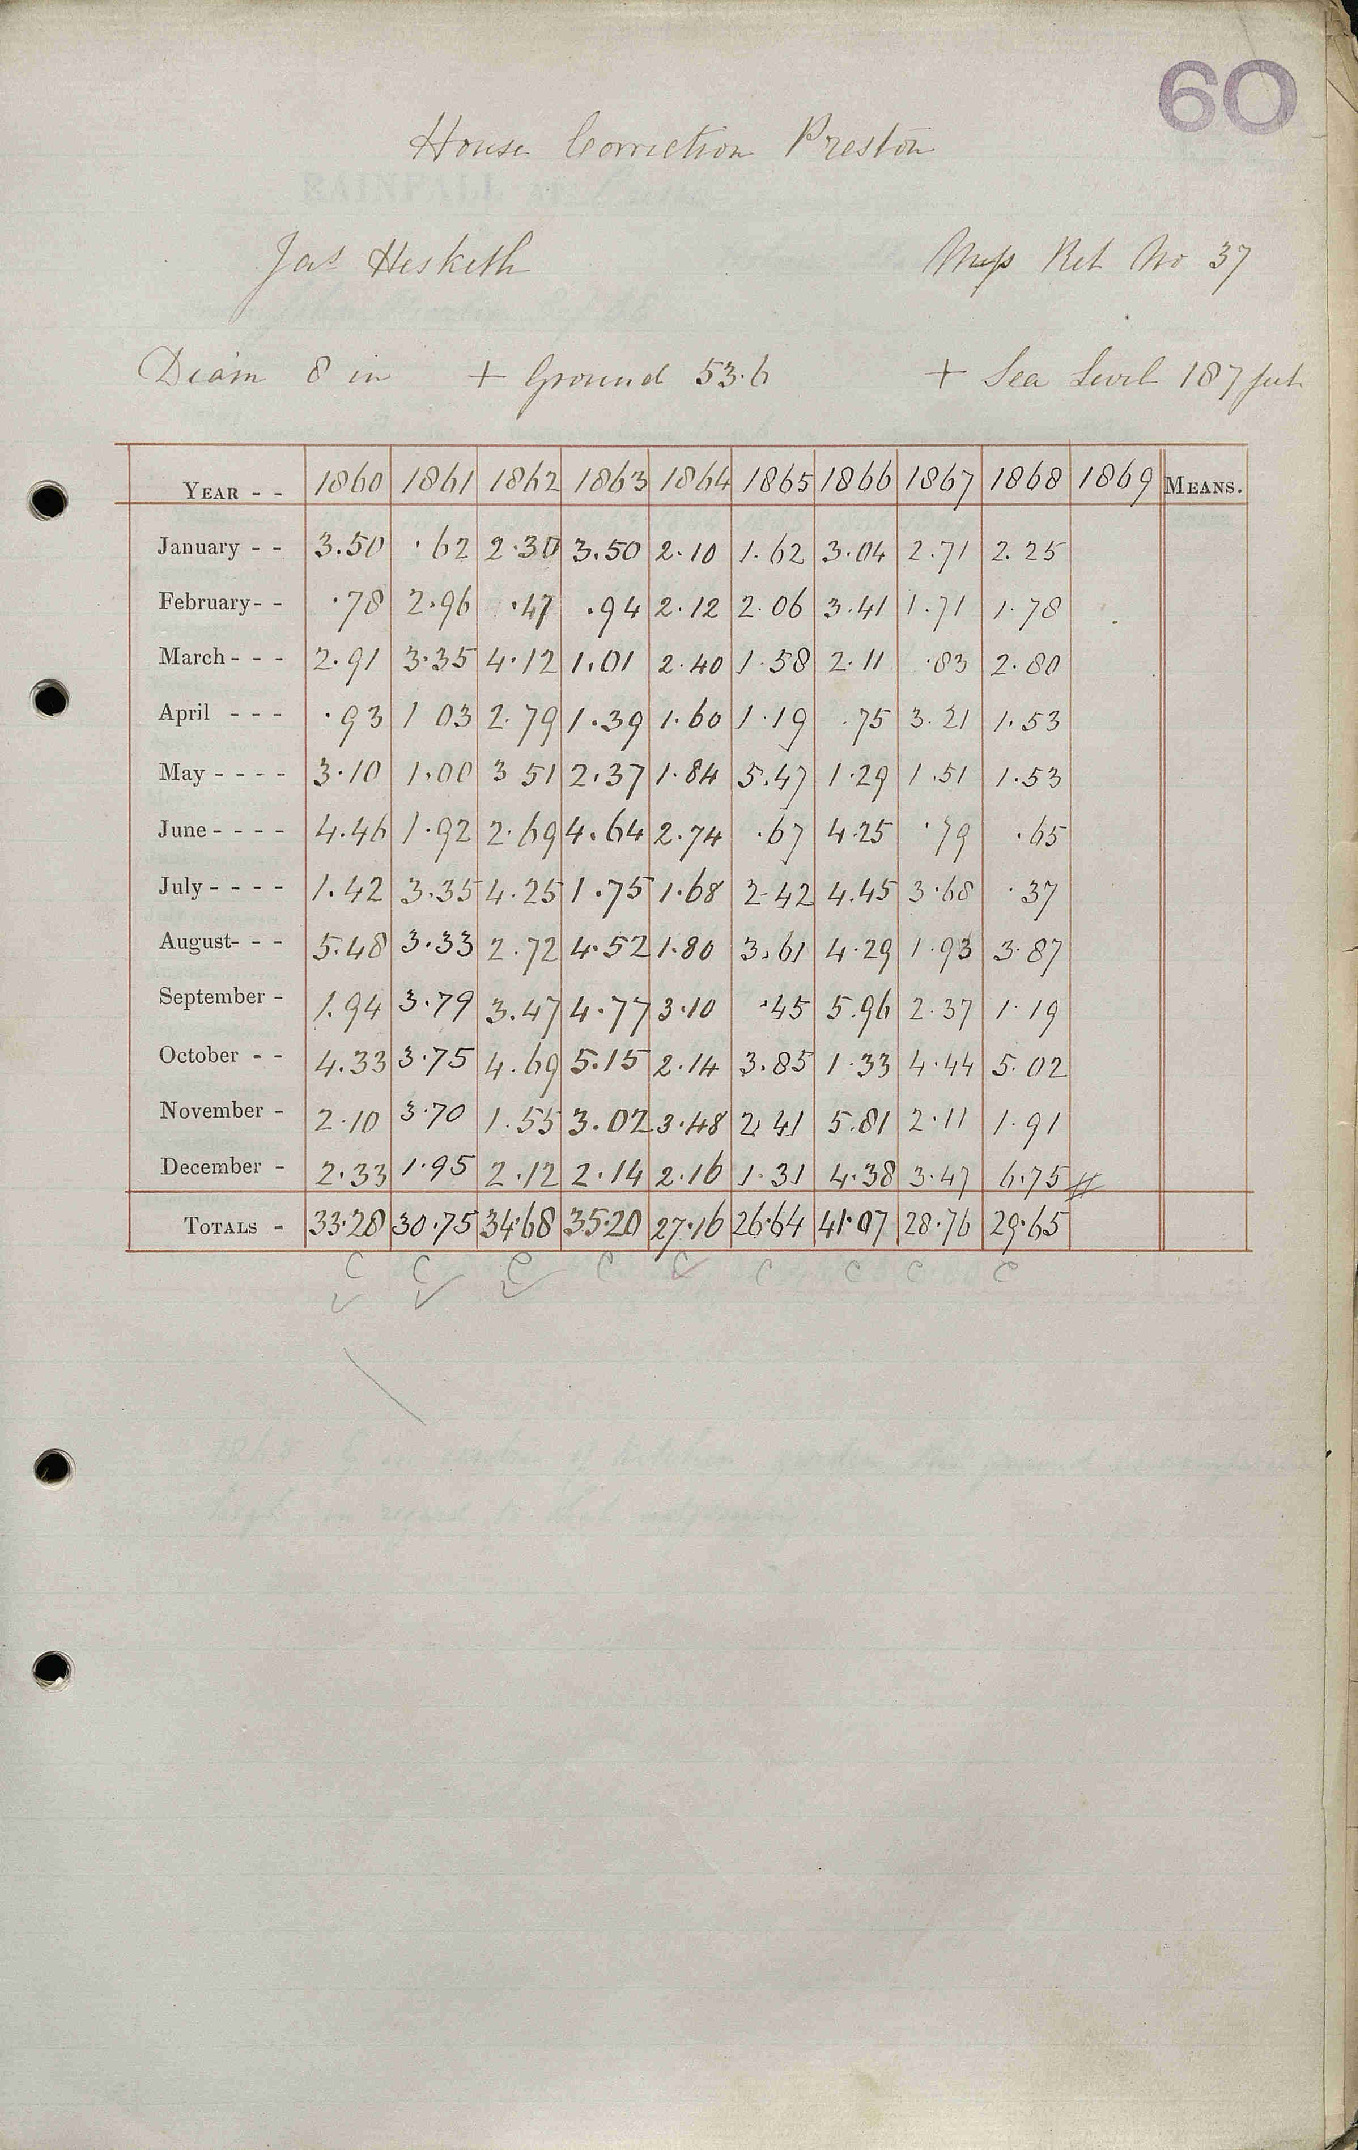 60
House Correction Preston
Jas Hesketh Ret No 37
Diam 8 in + Ground 53.6 + Sea Level 187 feet
YEAR - - 1860 1861 1862 1863 1864 1865 1866 1867 1868 1869 MEANS.
January - - 3.50 .62 2.30 3.50 2.10 1.62 3.04 2.71 2.25
February - - .78 2.96 .47 .94 2.12 2.06 3.41 1.71 1.78
March - - - 2.91 3.35 4.12 1.01 2.40 1.58 2.11 .83 2.80
April - - - .93 1 03 2.79 1.39 1.60 1.19 .75 3.21 1.53
May - - - - 3.10 1.00 3 51 2.37 1.84 5.47 1.29 1.51 1.53
June - - - - 4.46 1.92 2.69 4.64 2.74 .67 4.25 .79 .65
July - - - - 1.42 3.35 4.25 1.75 1.68 2.42 4.45 3.68 .37
August - - - 5.48 3.33 2.72 4.52 1.80 3.61 4.29 1.93 3.87
September - 1.94 3.79 3.47 4.77 3.10 .45 5.96 2.37 1.19
October - - 4.33 3.75 4.69 5.15 2.14 3.85 1.33 4.44 5.02
November - 2.10 3.70 1.55 3.02 3.48 2.41 5.81 2.11 1.91
December - 2.33 1.95 2.12 2.14 2.16 1.31 4.38 3.47 6.75 #
TOTALS - 33.28 30.75 34.68 35.20 27.16 26.64 41.07 28.76 29.65
C C C C C C C C C